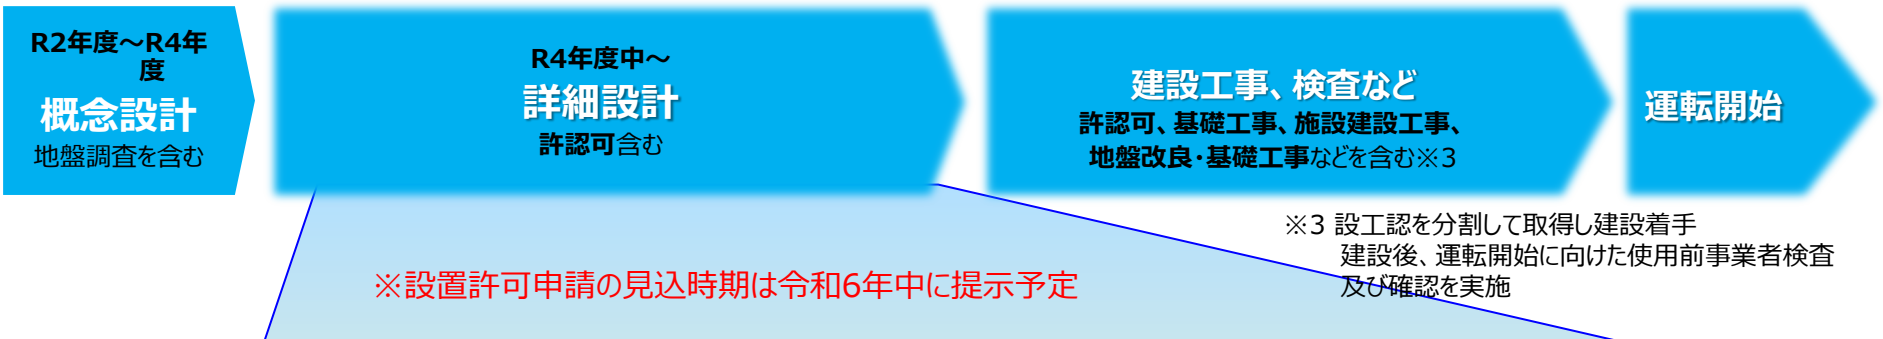 R2年度～R4年
度
概念設計
地盤調査を含む
R4年度中～
詳細設計
許認可含む
建設工事、検査など
許認可、基礎工事、施設建設工事、
地盤改良・基礎工事などを含む※3
運転開始
※3 設工認を分割して取得し建設着手
建設後、運転開始に向けた使用前事業者検査
及び確認を実施
※設置許可申請の見込時期は令和6年中に提示予定